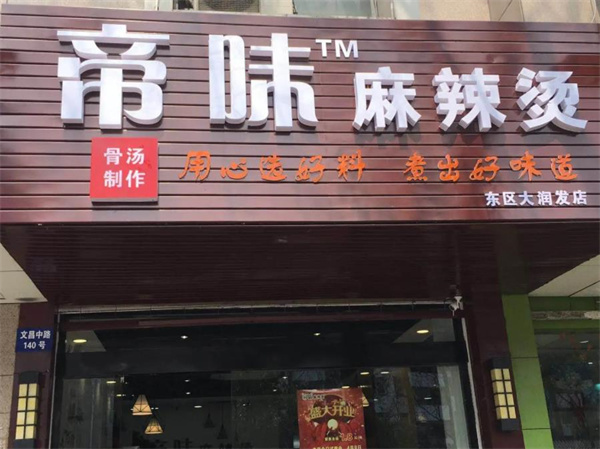 帝味™麻辣烫
骨汤
制作
用心选好料 煮出好味道
东区大润发店
文昌中路
140号
盛大开业